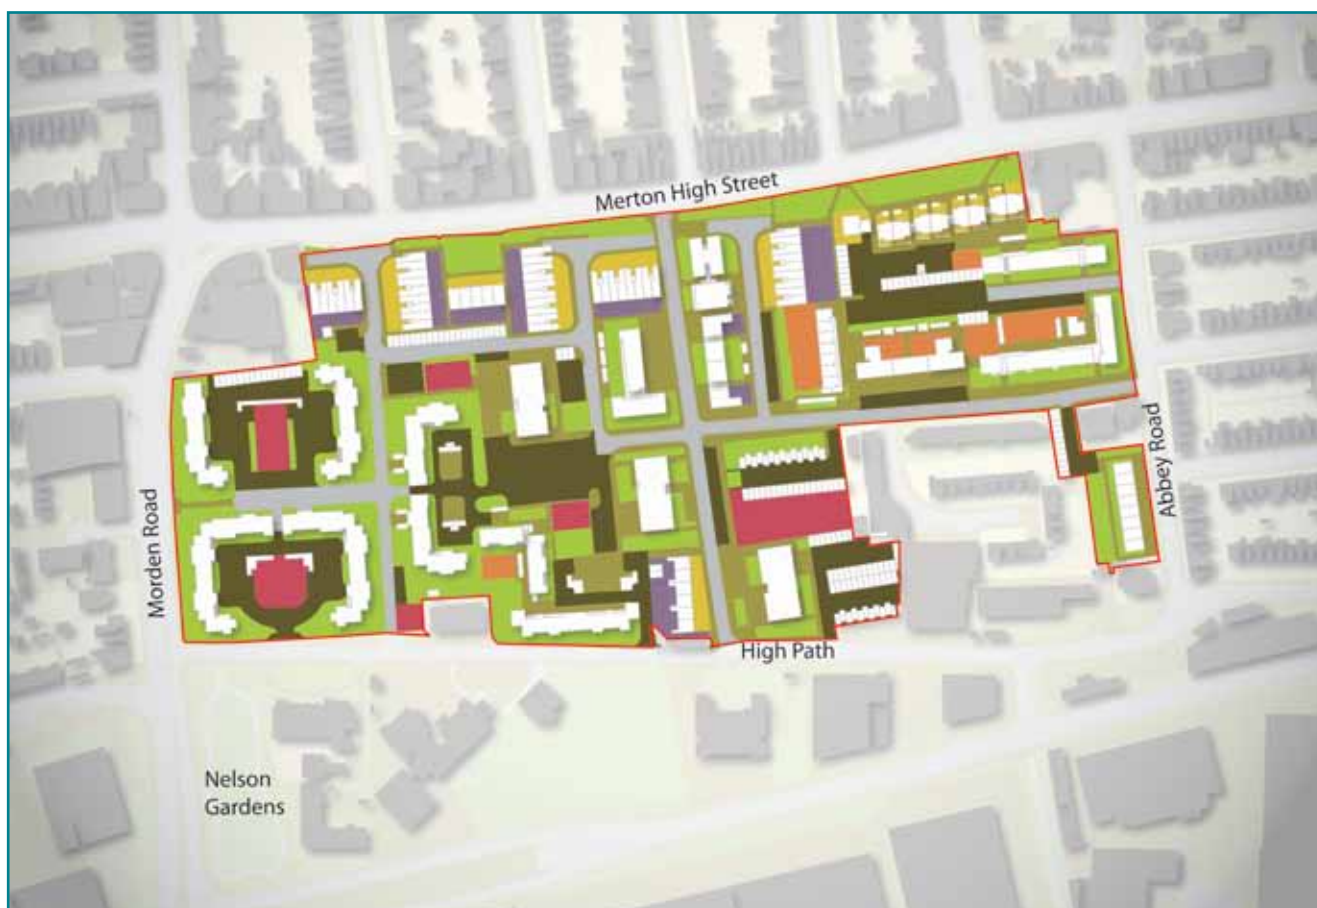 Merton High Street
Morden Road
Abbey Road
High Path
Nelson
Gardens